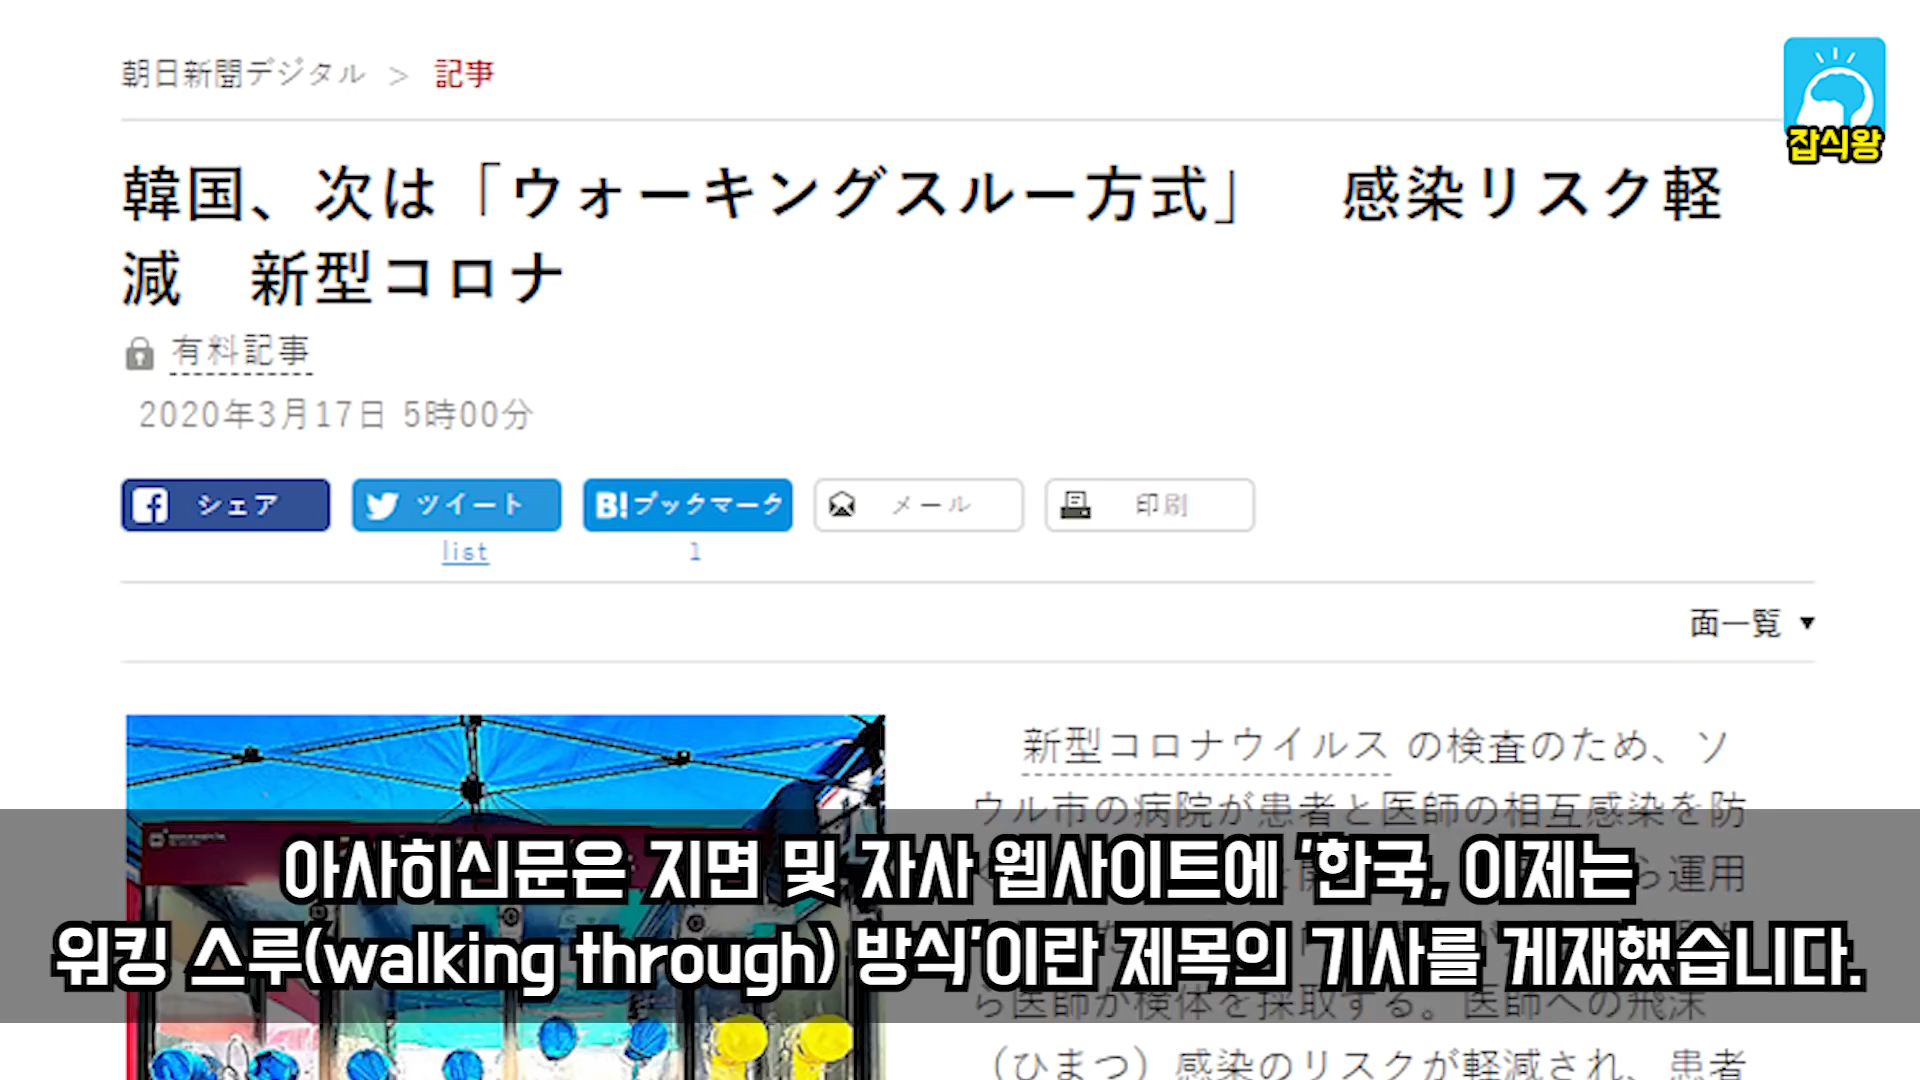 朝日新聞デジタル > 記事
잡식왕
韓国、次は「ウォーキングスルー方式」 感染リスク軽
減 新型コロナ
有料記事
2020年3月17日 5時00分
シェア
ツイート
B!ブックマーク
メール
印刷
list
1
面一覧 ▼
新型コロナウイルス の検査のため、ソ
ウル市の病院が患者と医師の相互感染を防
ら運用
아사히신문은 지면 및 자사 웹사이트에 '한국, 이제는
워킹 스루(walking through) 방식'이란 제목의 기사를 게재했습니다.
ら医師が検体を採取する。医師への飛沫
（ひまつ）感染のリスクが軽減され、患者